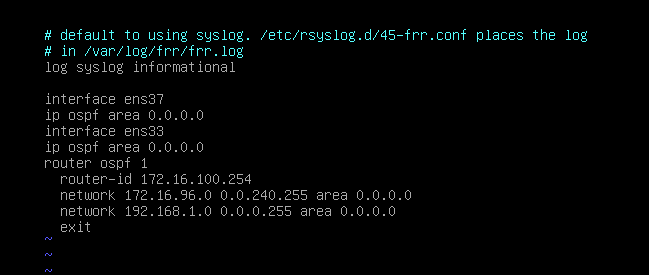 # default to using syslog. /etc/rsyslog.d/45-frr.conf places the log
# in /var/log/frr/frr.log
log syslog informational

interface ens37
ip ospf area 0.0.0.0
interface ens33
ip ospf area 0.0.0.0
router ospf 1
  router-id 172.16.100.254
  network 172.16.96.0 0.0.240.255 area 0.0.0.0
  network 192.168.1.0 0.0.0.255 area 0.0.0.0
  exit
~
~
~